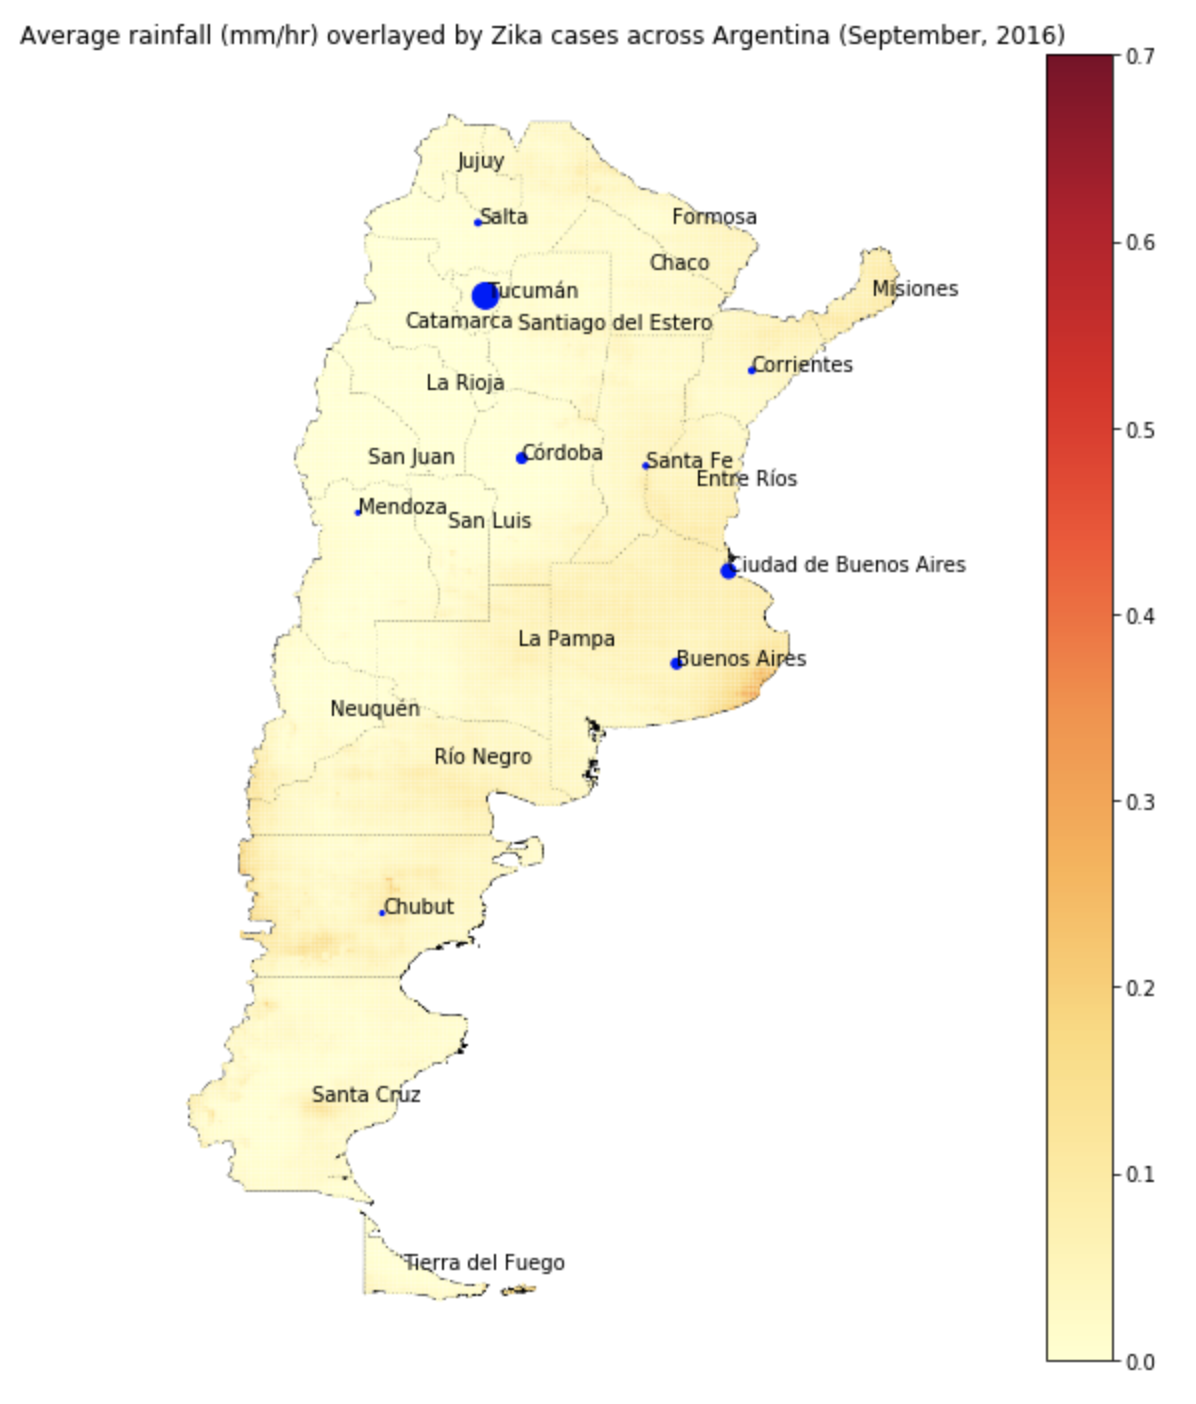 Average rainfall (mm/hr) overlayed by Zika cases across Argentina (September, 2016)
0.7
Jujuy
Salta
Formosa
0.6
Chaco
Misiones
Tucumán
Catamarca
Santiago del Estero
Corrientes
La Rioja
0.5
San Juan
Córdoba
Santa Fe
Entre Ríos
Mendoza
San Luis
Ciudad de Buenos Aires
0.4
La Pampa
Buenos Aires
Neuquén
Río Negro
0.3
Chubut
0.2
Santa Cruz
0.1
Tierra del Fuego
0.0